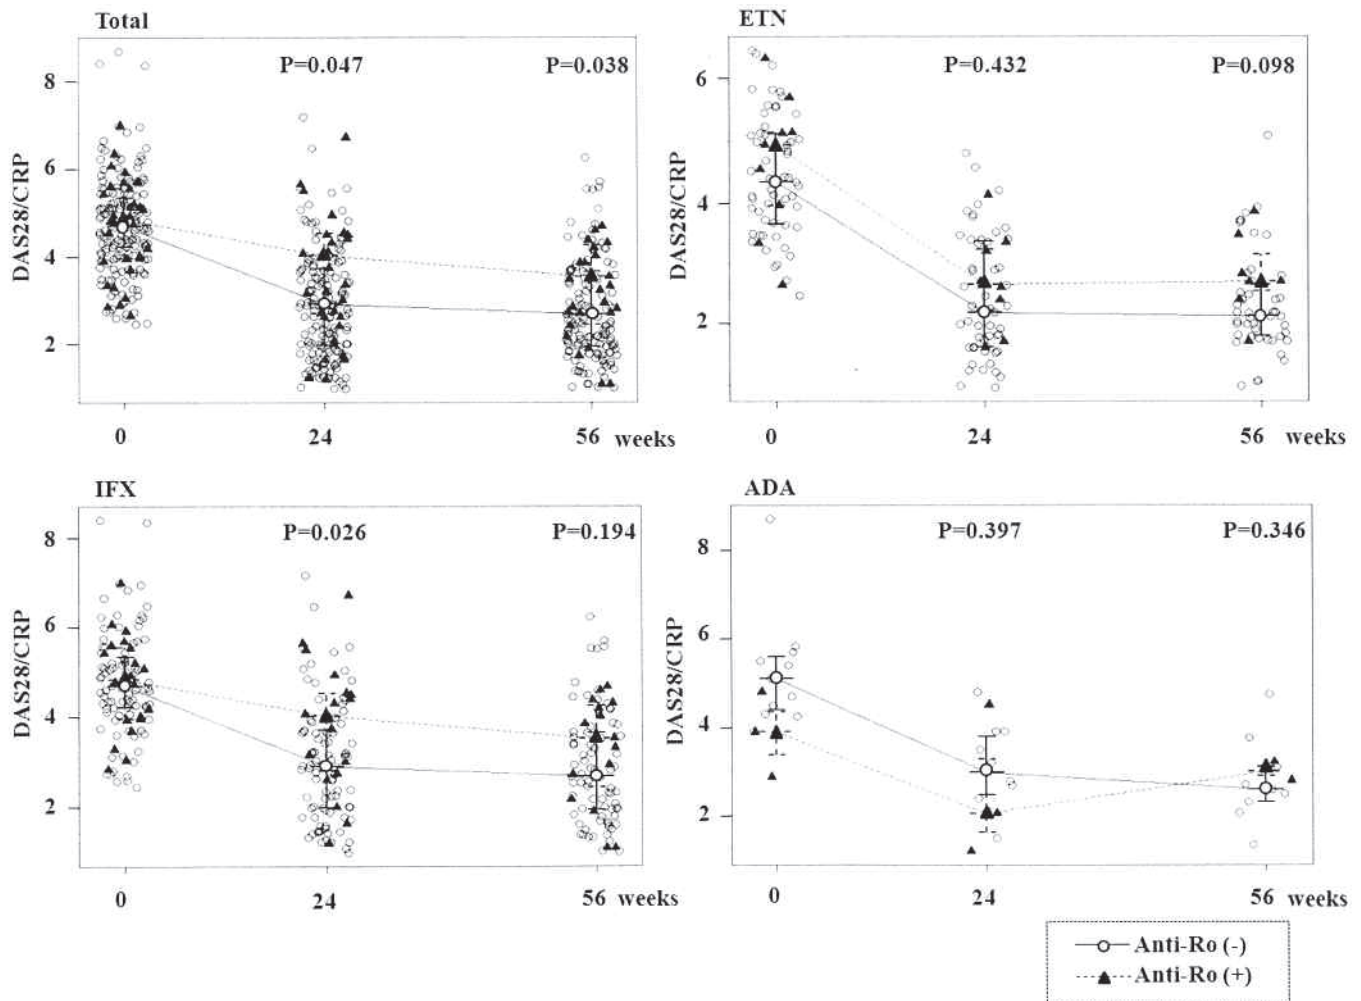 Total
P=0.047
P=0.038
8
6
4
2
DAS28/CRP
0
24
56
weeks
ETN
P=0.432
P=0.098
6
4
2
DAS28/CRP
0
24
56
weeks
IFX
P=0.026
P=0.194
8
6
4
2
DAS28/CRP
0
24
56
weeks
ADA
P=0.397
P=0.346
8
6
4
2
DAS28/CRP
0
24
56
weeks
Anti-Ro (-)
Anti-Ro (+)